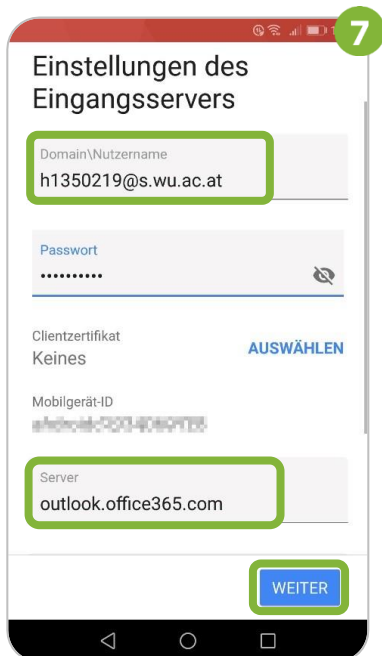 7
Einstellungen des
Eingangsservers
Domain\Nutzername
h1350219@s.wu.ac.at
Passwort
••••••••••
Clientzertifikat
Keines
AUSWÄHLEN
Mobilgerät-ID
Server
outlook.office365.com
WEITER